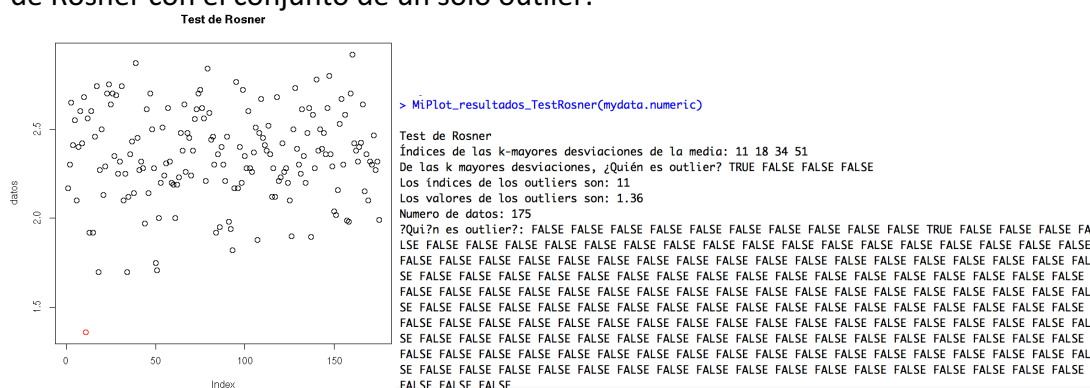 de Rosner con el conjunto de un solo outlier?
Test de Rosner
datos
2.5
2.0
1.5
0
50
100
150
Index
> MiPlot_resultados_TestRosner(mydata.numeric)
Test de Rosner
Índices de las k-mayores desviaciones de la media: 11 18 34 51
De las k mayores desviaciones, ¿Quién es outlier? TRUE FALSE FALSE FALSE
Los índices de los outliers son: 11
Los valores de los outliers son: 1.36
Numero de datos: 175
?Qui?n es outlier?: FALSE FALSE FALSE FALSE FALSE FALSE FALSE FALSE FALSE FALSE TRUE FALSE FALSE FALSE FA
LSE FALSE FALSE FALSE FALSE FALSE FALSE FALSE FALSE FALSE FALSE FALSE FALSE FALSE FALSE FALSE FALSE FALSE
FALSE FALSE FALSE FALSE FALSE FALSE FALSE FALSE FALSE FALSE FALSE FALSE FALSE FALSE FALSE FALSE FALSE FAL
SE FALSE FALSE FALSE FALSE FALSE FALSE FALSE FALSE FALSE FALSE FALSE FALSE FALSE FALSE FALSE FALSE FALSE
FALSE FALSE FALSE FALSE FALSE FALSE FALSE FALSE FALSE FALSE FALSE FALSE FALSE FALSE FALSE FALSE FALSE FAL
SE FALSE FALSE FALSE FALSE FALSE FALSE FALSE FALSE FALSE FALSE FALSE FALSE FALSE FALSE FALSE FALSE FALSE
FALSE FALSE FALSE FALSE FALSE FALSE FALSE FALSE FALSE FALSE FALSE FALSE FALSE FALSE FALSE FALSE FALSE FAL
SE FALSE FALSE FALSE FALSE FALSE FALSE FALSE FALSE FALSE FALSE FALSE FALSE FALSE FALSE FALSE FALSE FALSE
FALSE FALSE FALSE FALSE FALSE FALSE FALSE FALSE FALSE FALSE FALSE FALSE FALSE FALSE FALSE FALSE FALSE FAL
SE FALSE FALSE FALSE FALSE FALSE FALSE FALSE FALSE FALSE FALSE FALSE FALSE FALSE FALSE FALSE FALSE FALSE
FALSE FALSE FALSE